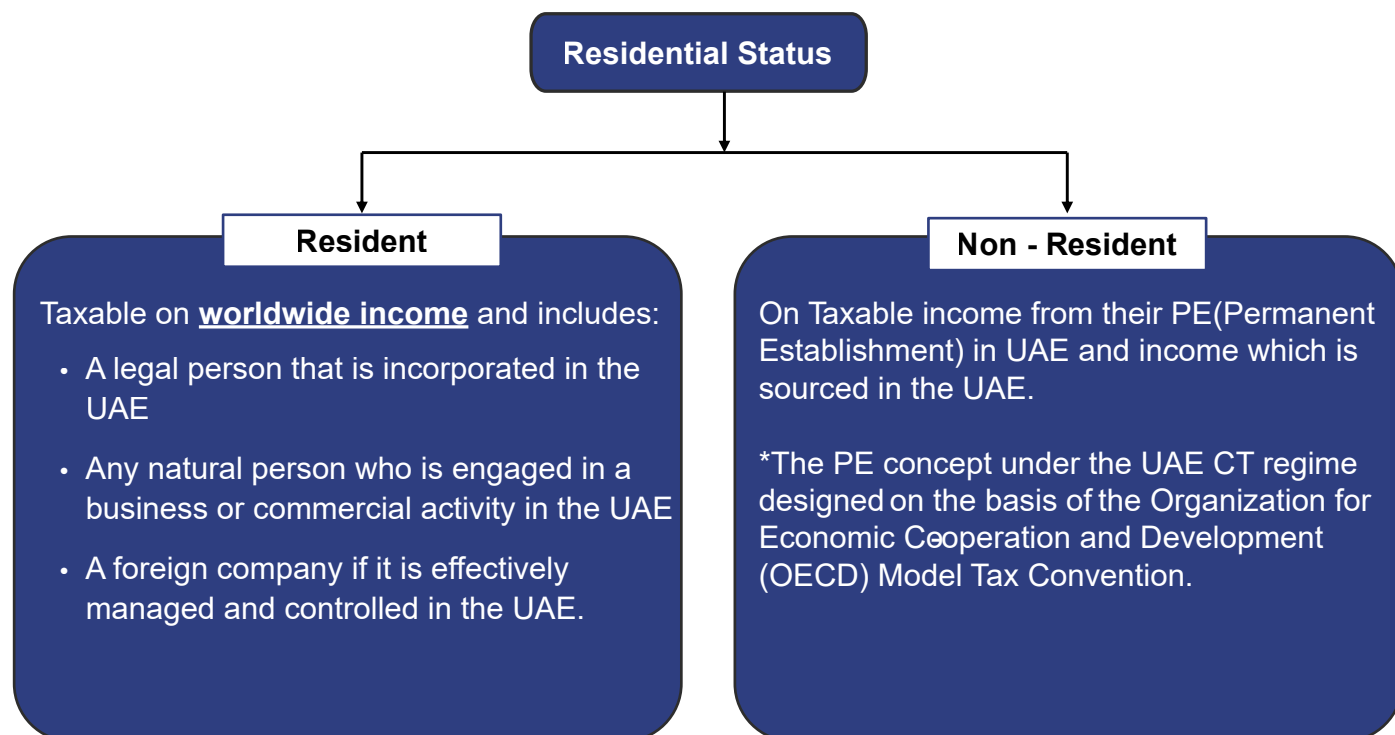 Residential Status
Resident
Taxable on worldwide income and includes:
• A legal person that is incorporated in the
UAE
• Any natural person who is engaged in a
business or commercial activity in the UAE
• A foreign company if it is effectively
managed and controlled in the UAE.
Non - Resident
On Taxable income from their PE(Permanent
Establishment) in UAE and income which is
sourced in the UAE.
*The PE concept under the UAE CT regime
designed on the basis of the Organization for
Economic Co-operation and Development
(OECD) Model Tax Convention.